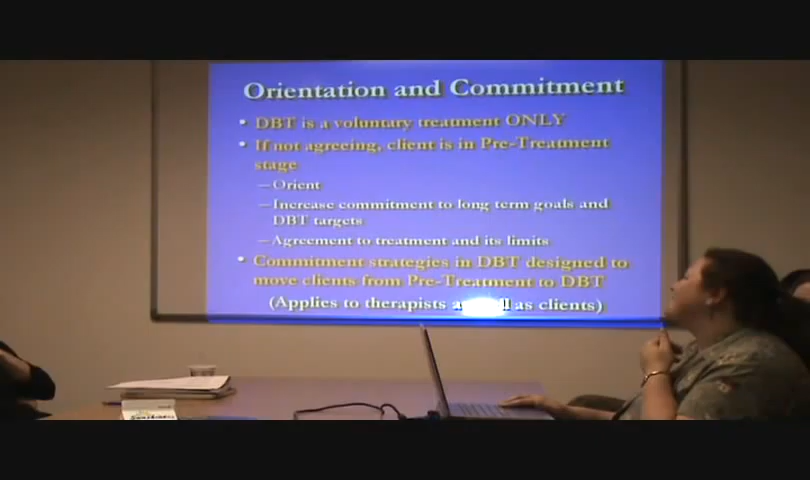 Orientation and Commitment
• DBT is a voluntary treatment ONLY
• If not agreeing, client is in Pre-Treatment
stage
– Orient
– Increase commitment to long term goals and
DBT targets
– Agreement to treatment and its limits
• Commitment strategies in DBT designed to
move clients from Pre-Treatment to DBT
(Applies to therapists as clients)